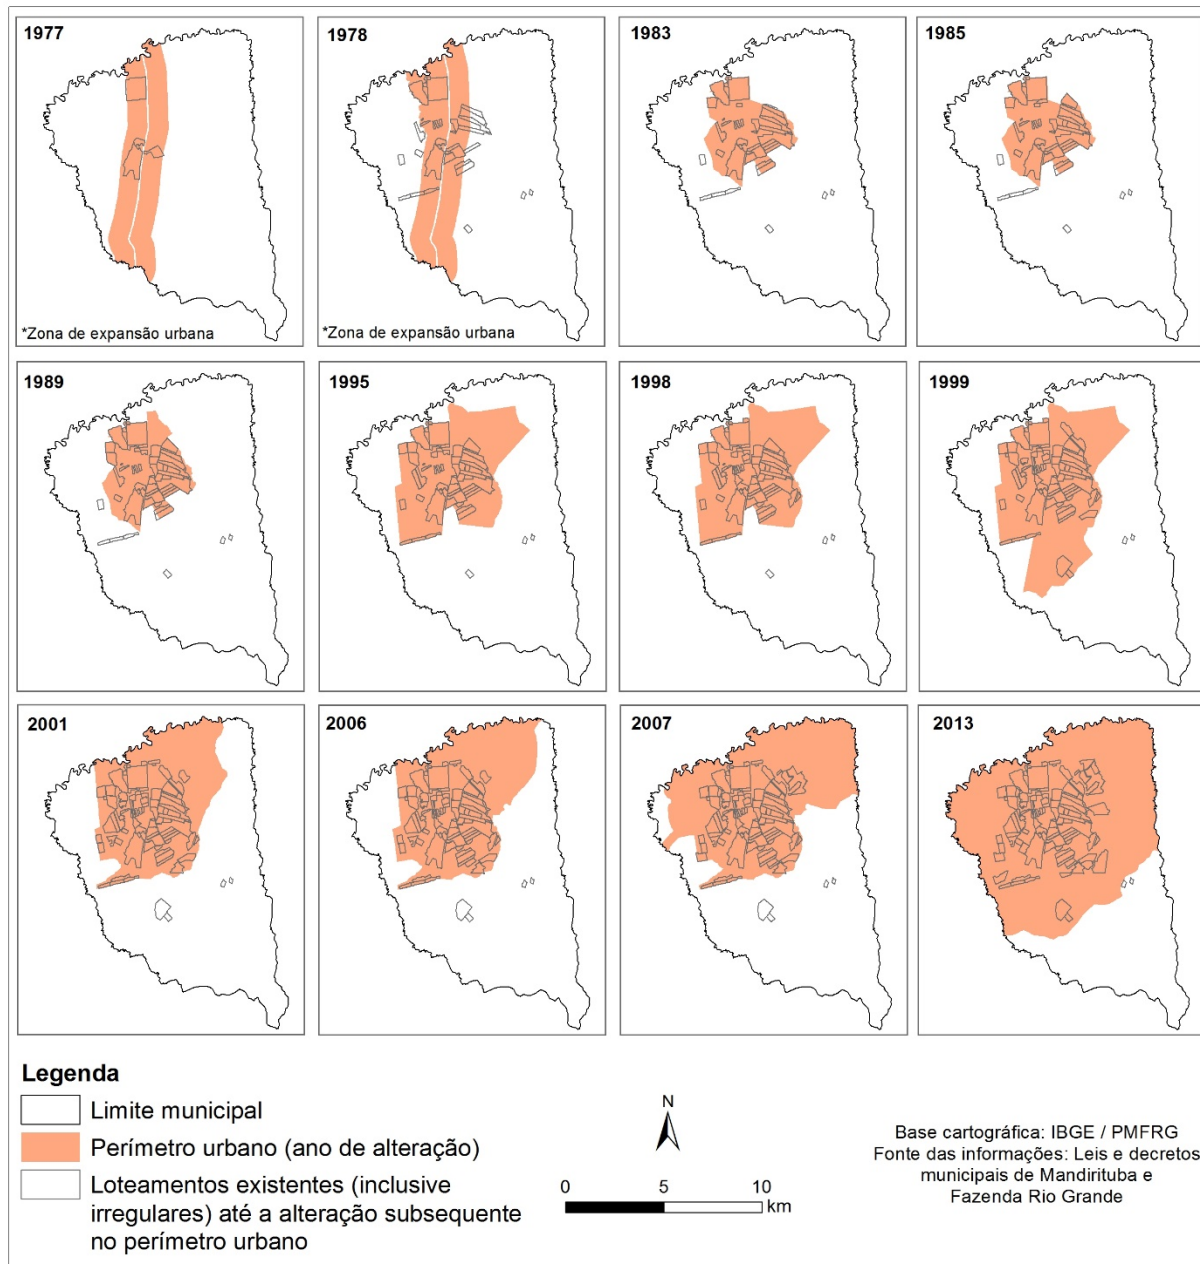 1977
1978
1983
1985
*Zona de expansão urbana
*Zona de expansão urbana
1989
1995
1998
1999
2001
2006
2007
2013
Legenda
Limite municipal
Perímetro urbano (ano de alteração)
Loteamentos existentes (inclusive
irregulares) até a alteração subsequente
no perímetro urbano
N
0 5 10
km
Base cartográfica: IBGE / PMFRG
Fonte das informações: Leis e decretos
municipais de Mandirituba e
Fazenda Rio Grande